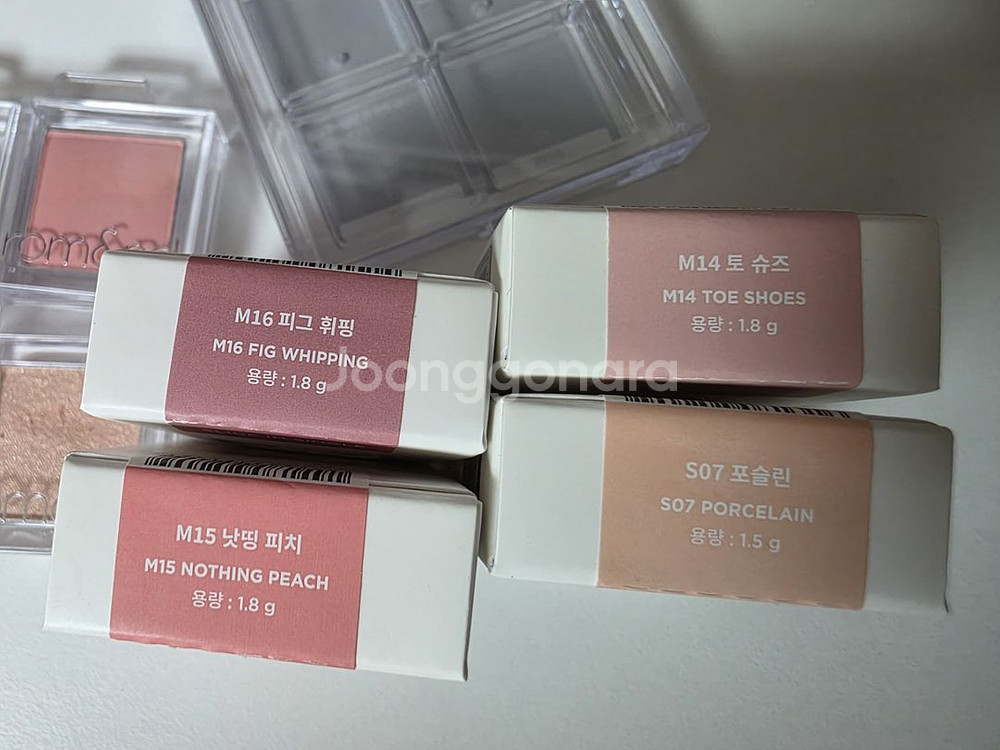 rom&nd
M16 피그 휘핑
M16 FIG WHIPPING
용량 : 1.8 g
M14 토 슈즈
M14 TOE SHOES
용량 : 1.8 g
Joonggonara
M15 낫띵 피치
M15 NOTHING PEACH
용량 : 1.8 g
S07 포슬린
S07 PORCELAIN
용량 : 1.5 g